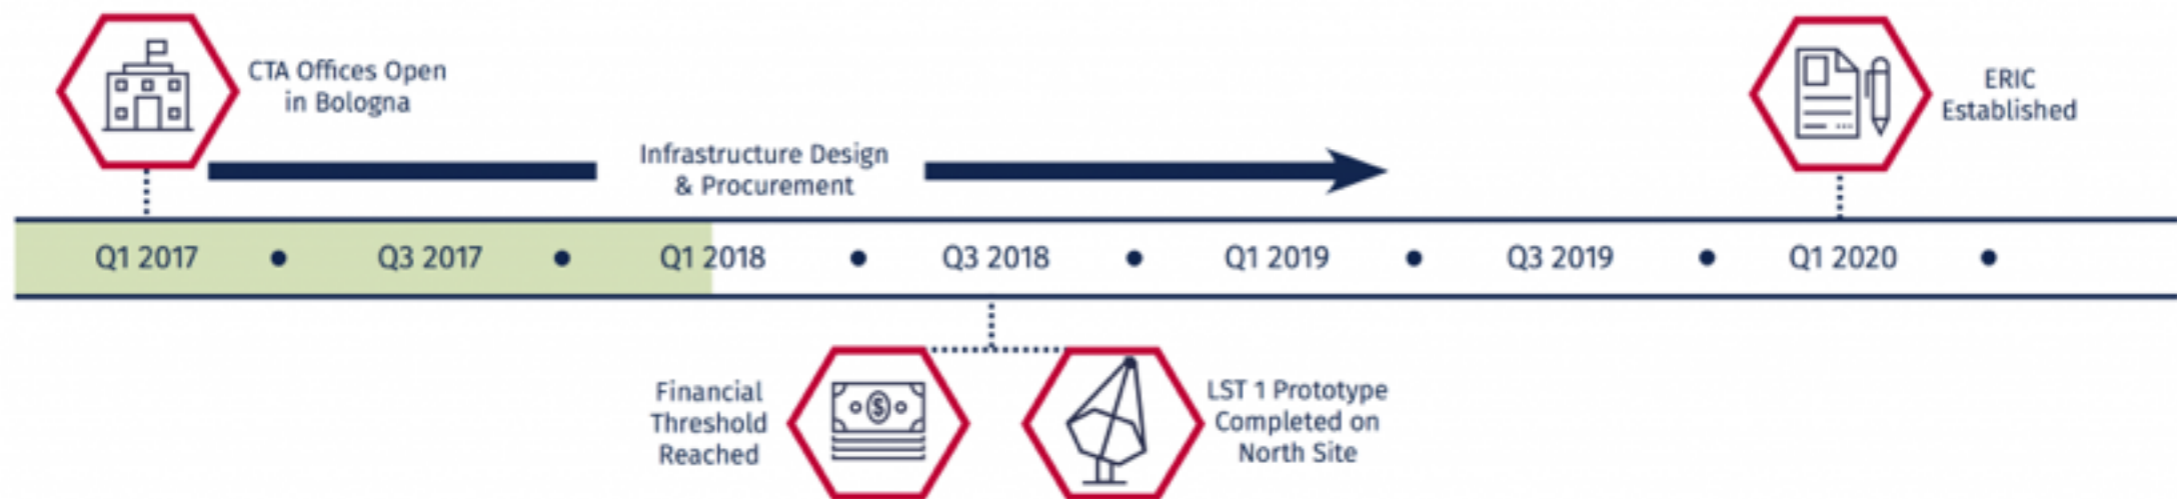 CTA Offices Open
in Bologna
Infrastructure Design
& Procurement
ERIC
Established
Q1 2017 • Q3 2017 • Q1 2018 • Q3 2018 • Q1 2019 • Q3 2019 • Q1 2020 •
Financial
Threshold
Reached
$
LST 1 Prototype
Completed on
North Site